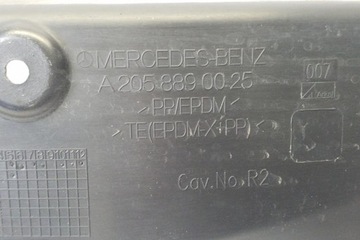 MERCEDES-BENZ
A 205 889 00 25
>PP/EPDM<
>TE(EPDM-X+PP)<
Cav.No. R2
007